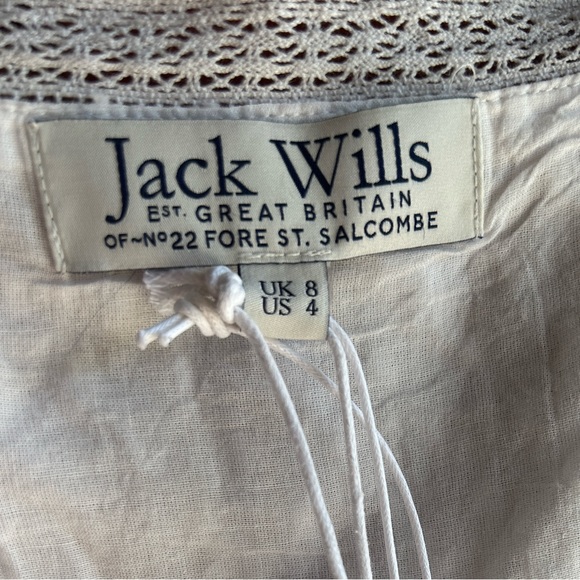 Jack Wills
EST. GREAT BRITAIN
OF~Nº22 FORE ST. SALCOMBE
UK 8
US 4